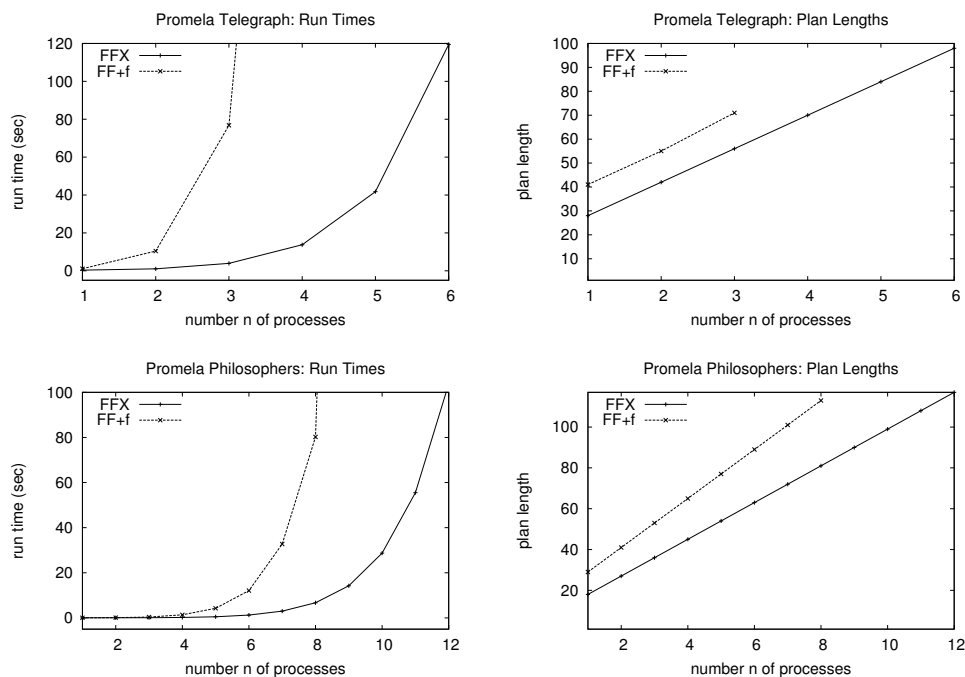 Promela Telegraph: Run Times
120
100
80
60
40
20
0
FFX
FF+f
run time (sec)
1 2 3 4 5 6
number n of processes
Promela Telegraph: Plan Lengths
100
90
80
70
60
50
40
30
20
10
FFX
FF+f
plan length
1 2 3 4 5 6
number n of processes
Promela Philosophers: Run Times
100
80
60
40
20
0
FFX
FF+f
run time (sec)
2 4 6 8 10 12
number n of processes
Promela Philosophers: Plan Lengths
100
80
60
40
20
FFX
FF+f
plan length
2 4 6 8 10 12
number n of processes